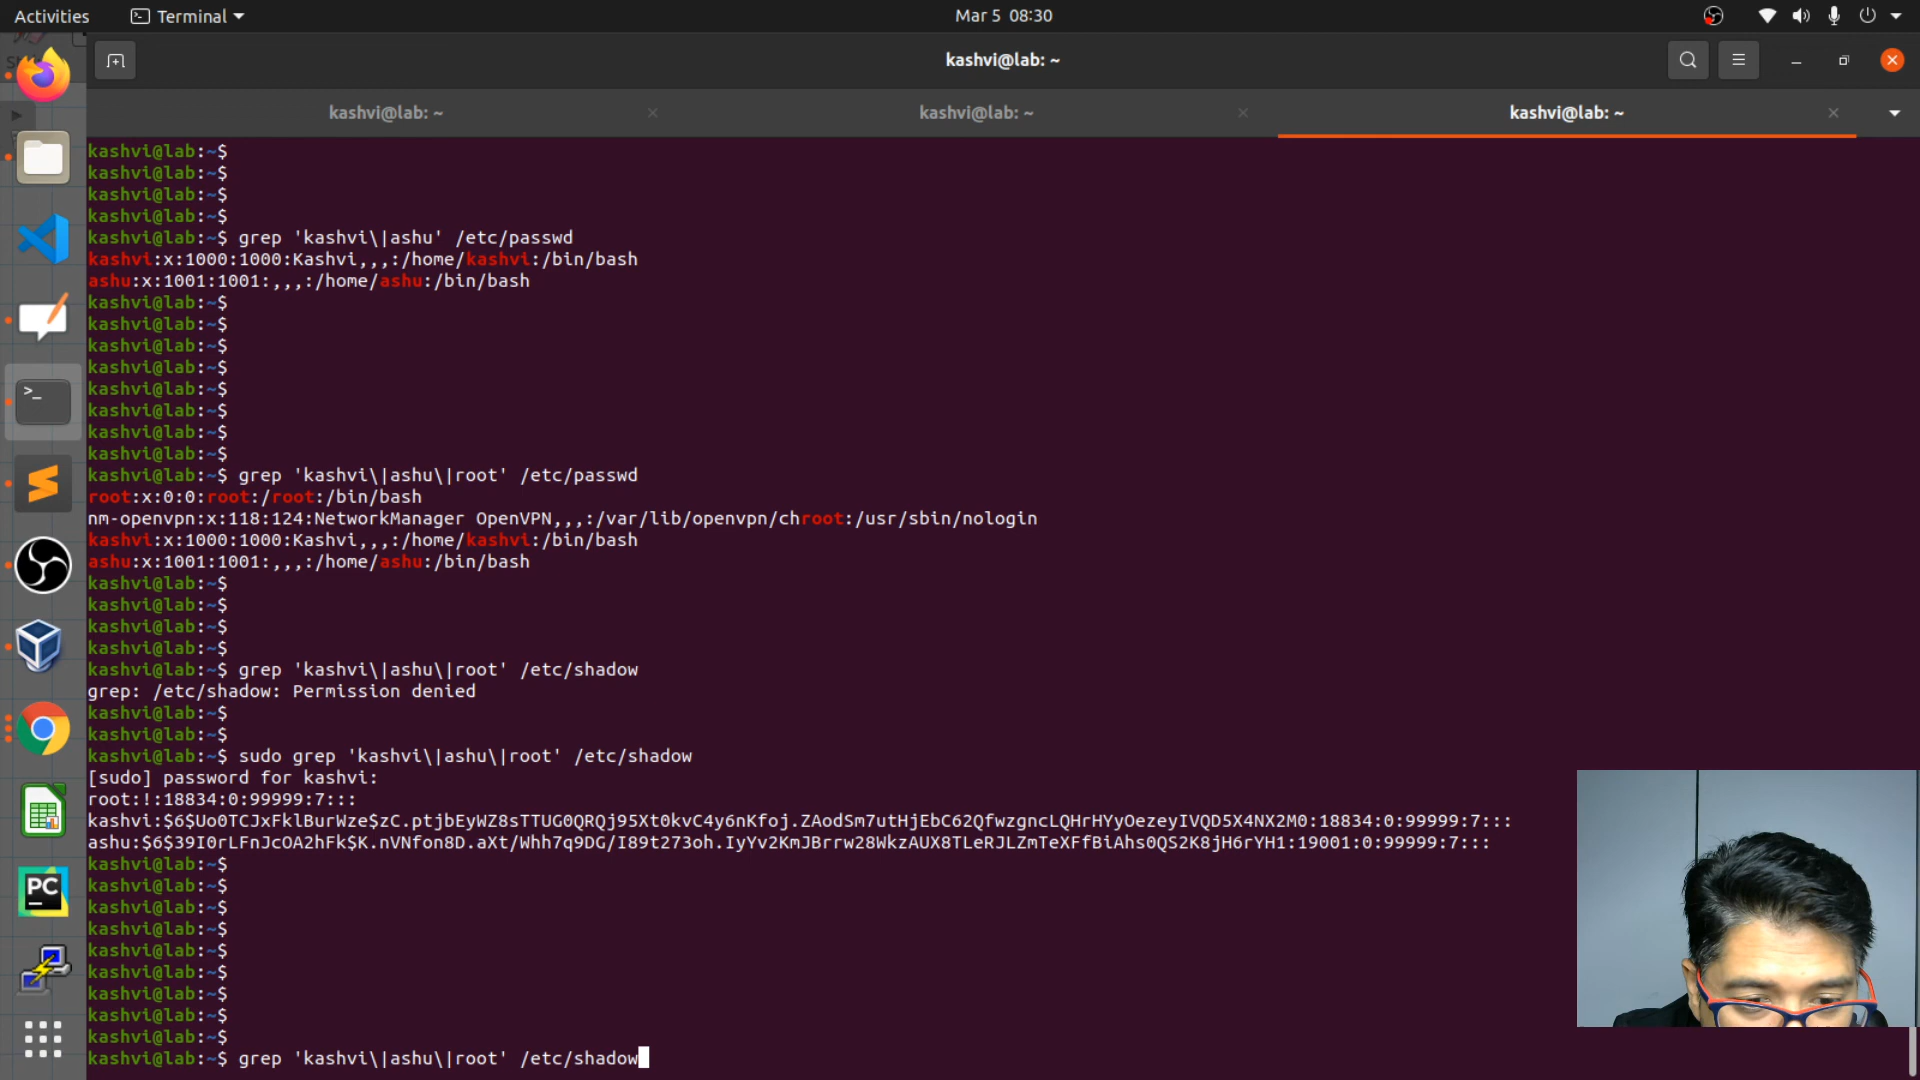 Activities
Terminal
Mar 5 08:30
kashvi@lab: ~
kashvi@lab: ~
kashvi@lab: ~
kashvi@lab: ~
kashvi@lab:~$
kashvi@lab:~$
kashvi@lab:~$
kashvi@lab:~$
kashvi@lab:~$ grep 'kashvi\|ashu' /etc/passwd
kashvi:x:1000:1000:Kashvi,,,:/home/kashvi:/bin/bash
ashu:x:1001:1001:,,,:/home/ashu:/bin/bash
kashvi@lab:~$
kashvi@lab:~$
kashvi@lab:~$
kashvi@lab:~$
kashvi@lab:~$
kashvi@lab:~$
kashvi@lab:~$
kashvi@lab:~$
kashvi@lab:~$ grep 'kashvi\|ashu\|root' /etc/passwd
root:x:0:0:root:/root:/bin/bash
nm-openvpn:x:118:124:NetworkManager OpenVPN,,,:/var/lib/openvpn/chroot:/usr/sbin/nologin
kashvi:x:1000:1000:Kashvi,,,:/home/kashvi:/bin/bash
ashu:x:1001:1001:,,,:/home/ashu:/bin/bash
kashvi@lab:~$
kashvi@lab:~$
kashvi@lab:~$
kashvi@lab:~$
kashvi@lab:~$ grep 'kashvi\|ashu\|root' /etc/shadow
grep: /etc/shadow: Permission denied
kashvi@lab:~$
kashvi@lab:~$
kashvi@lab:~$ sudo grep 'kashvi\|ashu\|root' /etc/shadow
[sudo] password for kashvi:
root:!:18834:0:99999:7:::
kashvi:$6$Uo0TCJxFklBurWze$zC.ptjbEyWZ8sTTUG0QRQj95Xt0kvC4y6nKfoj.ZAodSm7utHjEbC62QfwzgncLQHrHYyOezeyIVQD5X4NX2M0:18834:0:99999:7:::
ashu:$6$39I0rLFnJcOA2hFk$K.nVNfon8D.aXt/Whh7q9DG/I89t273oh.IyYv2KmJBrrw28WkzAUX8TLeRJLZmTeXFfBiAhs0QS2K8jH6rYH1:19001:0:99999:7:::
kashvi@lab:~$
kashvi@lab:~$
kashvi@lab:~$
kashvi@lab:~$
kashvi@lab:~$
kashvi@lab:~$
kashvi@lab:~$
kashvi@lab:~$
kashvi@lab:~$
kashvi@lab:~$ grep 'kashvi\|ashu\|root' /etc/shadow
PC